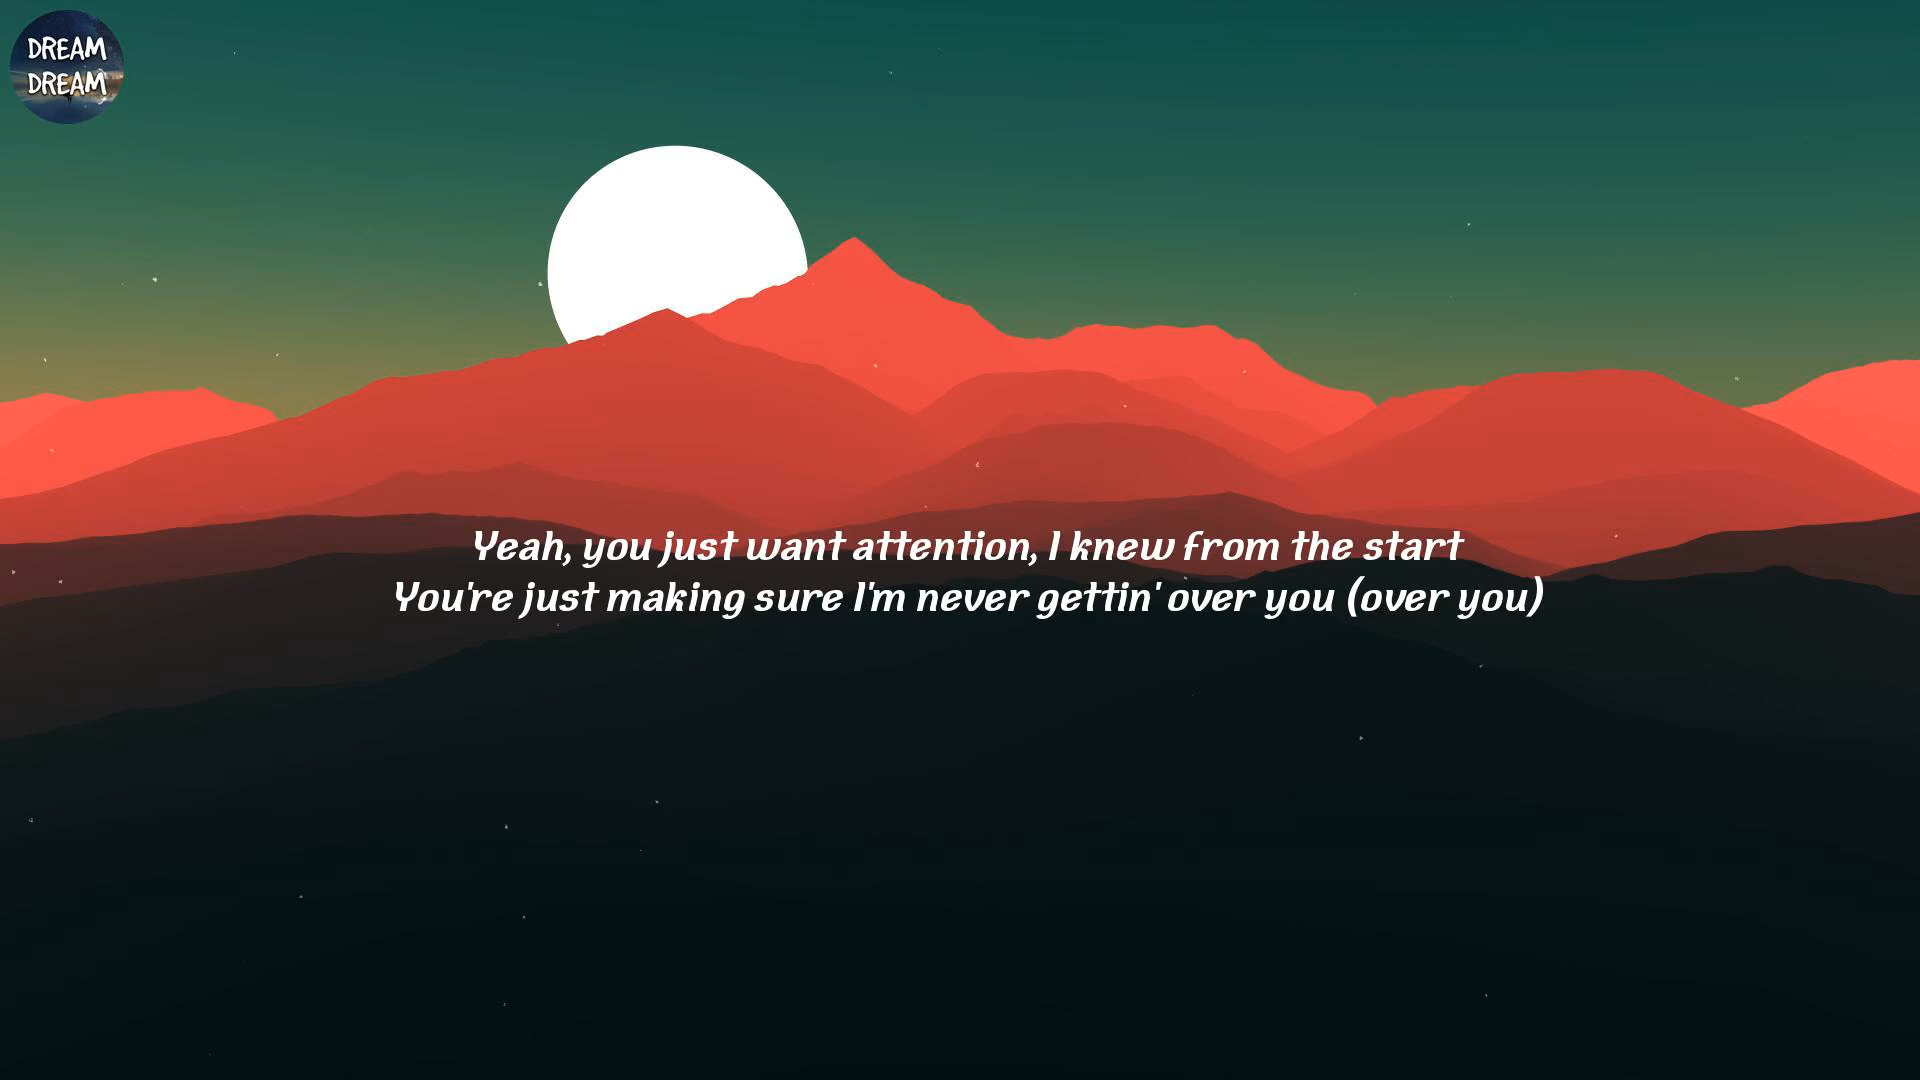 DREAM
DREAM
Yeah, you just want attention, I knew from the start
You're just making sure I'm never gettin' over you (over you)